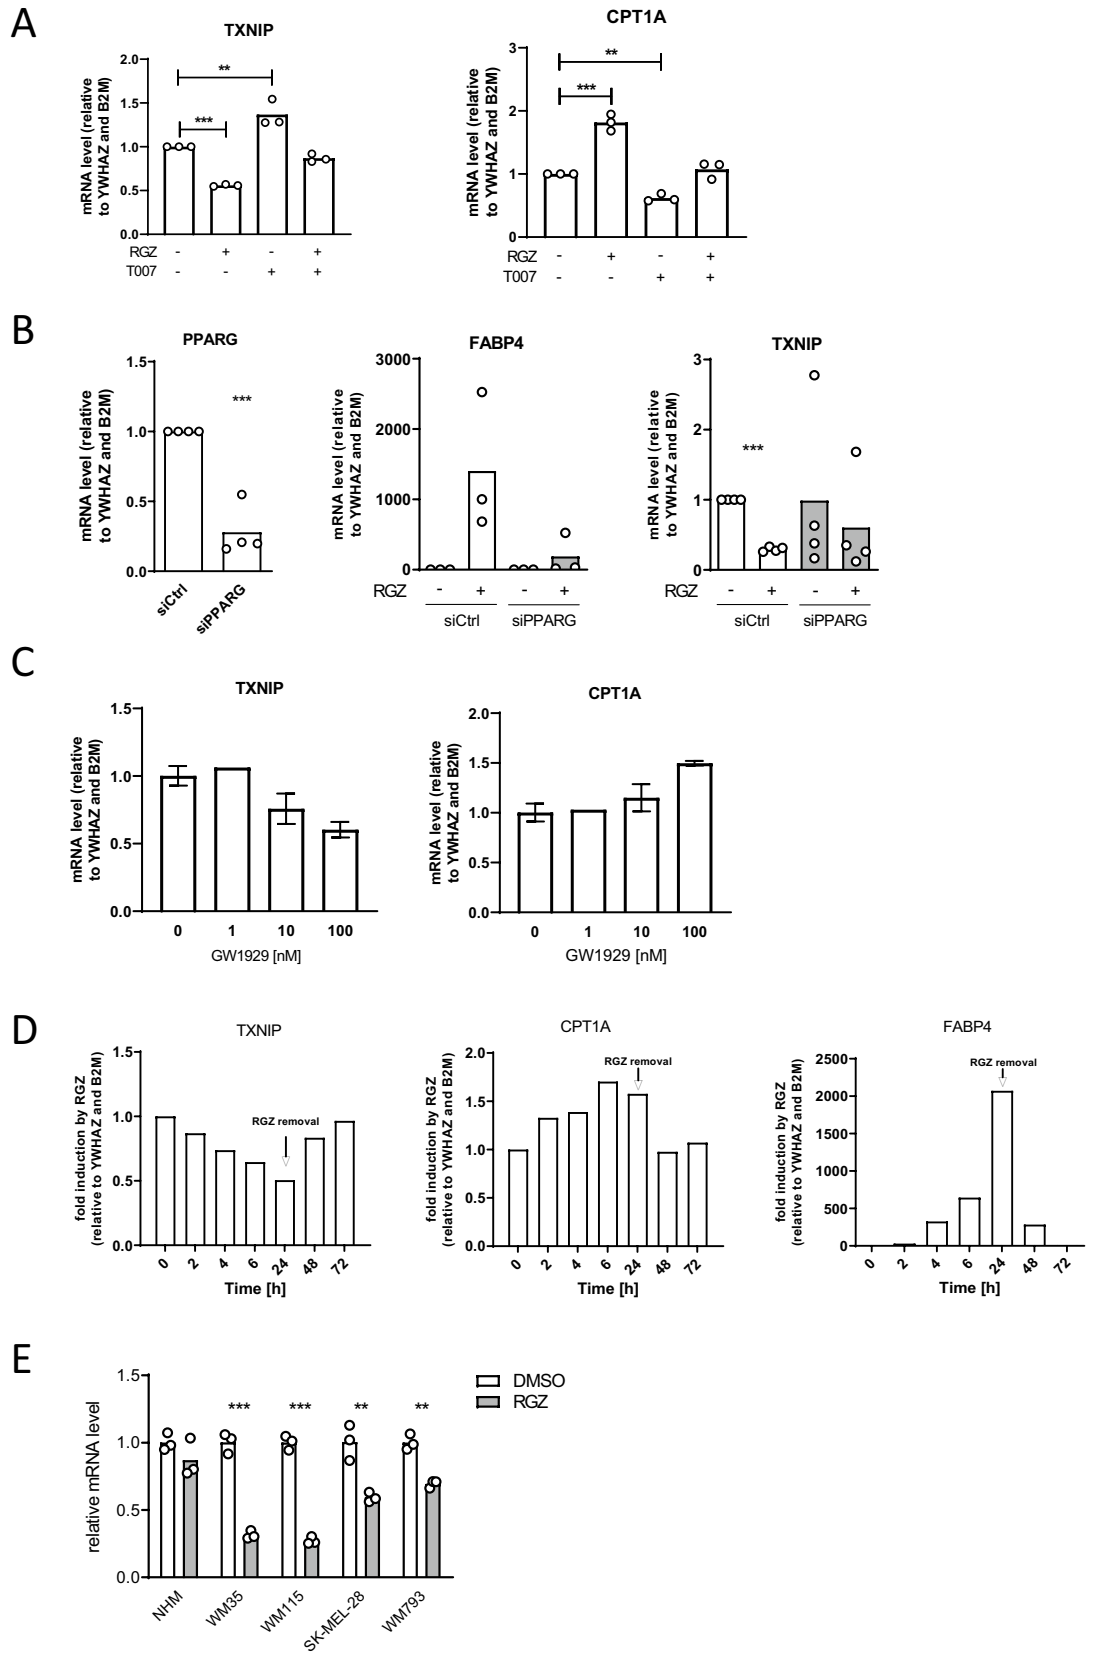 A
TXNIP
mRNA level (relative
to YWHAZ and B2M)
2.0
1.5
1.0
0.5
0.0
**
***
RGZ - + - +
T007 - - + +
CPT1A
mRNA level (relative
to YWHAZ and B2M)
3
2
1
0
**
***
RGZ - + - +
T007 - - + +
B
PPARG
mRNA level (relative
to YWHAZ and B2M)
1.5
1.0
0.5
0.0
***
siCtrl
siPPARG
FABP4
mRNA level (relative
to YWHAZ and B2M)
3000
2000
1000
0
RGZ - + - +
siCtrl siPPARG
TXNIP
mRNA level (relative
to YWHAZ and B2M)
3
2
1
0
***
RGZ - + - +
siCtrl siPPARG
C
TXNIP
mRNA level (relative
to YWHAZ and B2M)
1.5
1.0
0.5
0.0
0 1 10 100
GW1929 [nM]
CPT1A
mRNA level (relative
to YWHAZ and B2M)
2.0
1.5
1.0
0.5
0.0
0 1 10 100
GW1929 [nM]
D
TXNIP
fold induction by RGZ
(relative to YWHAZ and B2M)
1.5
1.0
0.5
0.0
RGZ removal
0 2 4 6 24 48 72
Time [h]
CPT1A
fold induction by RGZ
(relative to YWHAZ and B2M)
2.0
1.5
1.0
0.5
0.0
RGZ removal
0 2 4 6 24 48 72
Time [h]
FABP4
fold induction by RGZ
(relative to YWHAZ and B2M)
2500
2000
1500
1000
500
0
RGZ removal
0 2 4 6 24 48 72
Time [h]
E
relative mRNA level
1.5
1.0
0.5
0.0
*** *** ** **
NHM
WM35
WM115
SK-MEL-28
WM793
DMSO
RGZ